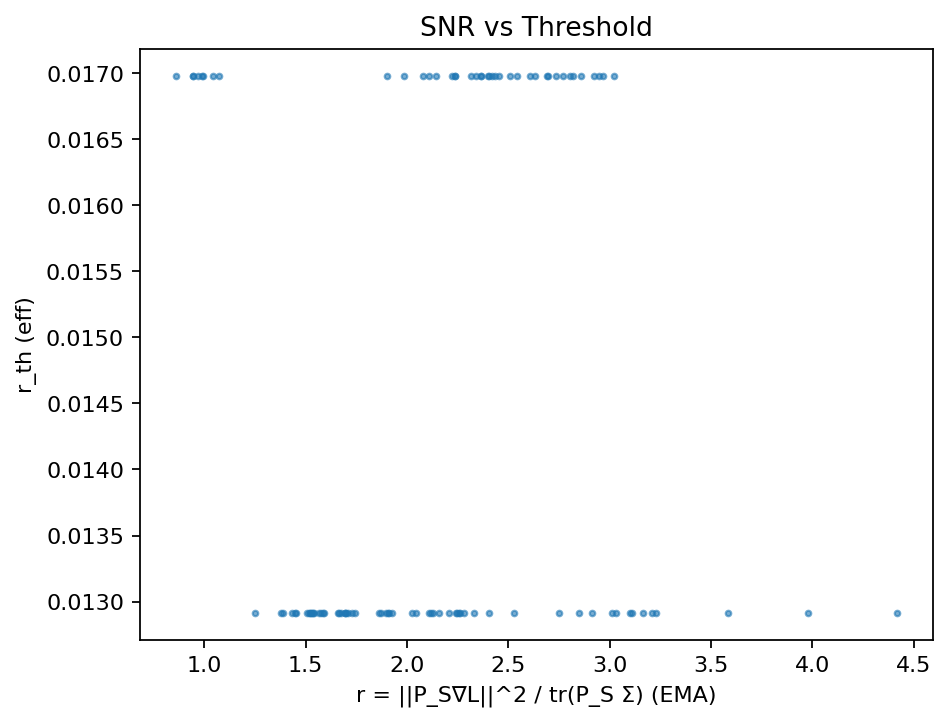 SNR vs Threshold
r_th (eff)
0.0170
0.0165
0.0160
0.0155
0.0150
0.0145
0.0140
0.0135
0.0130
1.0 1.5 2.0 2.5 3.0 3.5 4.0 4.5
r = ||P_S∇L||^2 / tr(P_S Σ) (EMA)